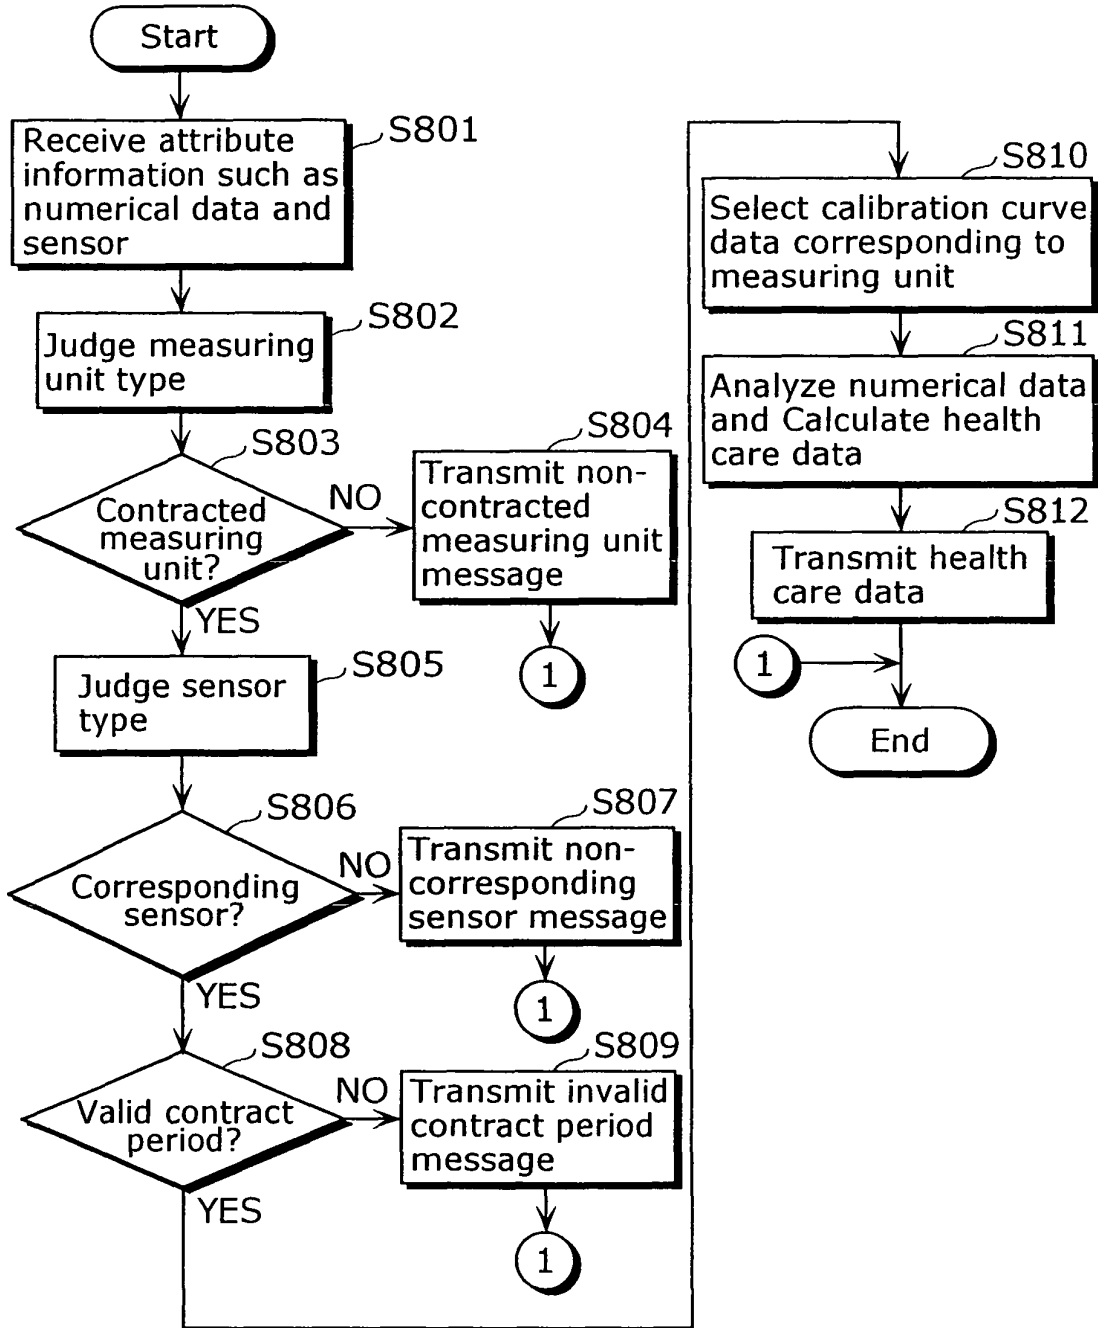 Start
S801
Receive attribute
information such as
numerical data and
sensor
S802
Judge measuring
unit type
S803
Contracted
measuring
unit?
NO
YES
S804
Transmit non-
contracted
measuring unit
message
1
S805
Judge sensor
type
S806
Corresponding
sensor?
NO
YES
S807
Transmit non-
corresponding
sensor message
1
S808
Valid contract
period?
NO
YES
S809
Transmit invalid
contract period
message
1
S810
Select calibration curve
data corresponding to
measuring unit
S811
Analyze numerical data
and Calculate health
care data
S812
Transmit health
care data
1
End